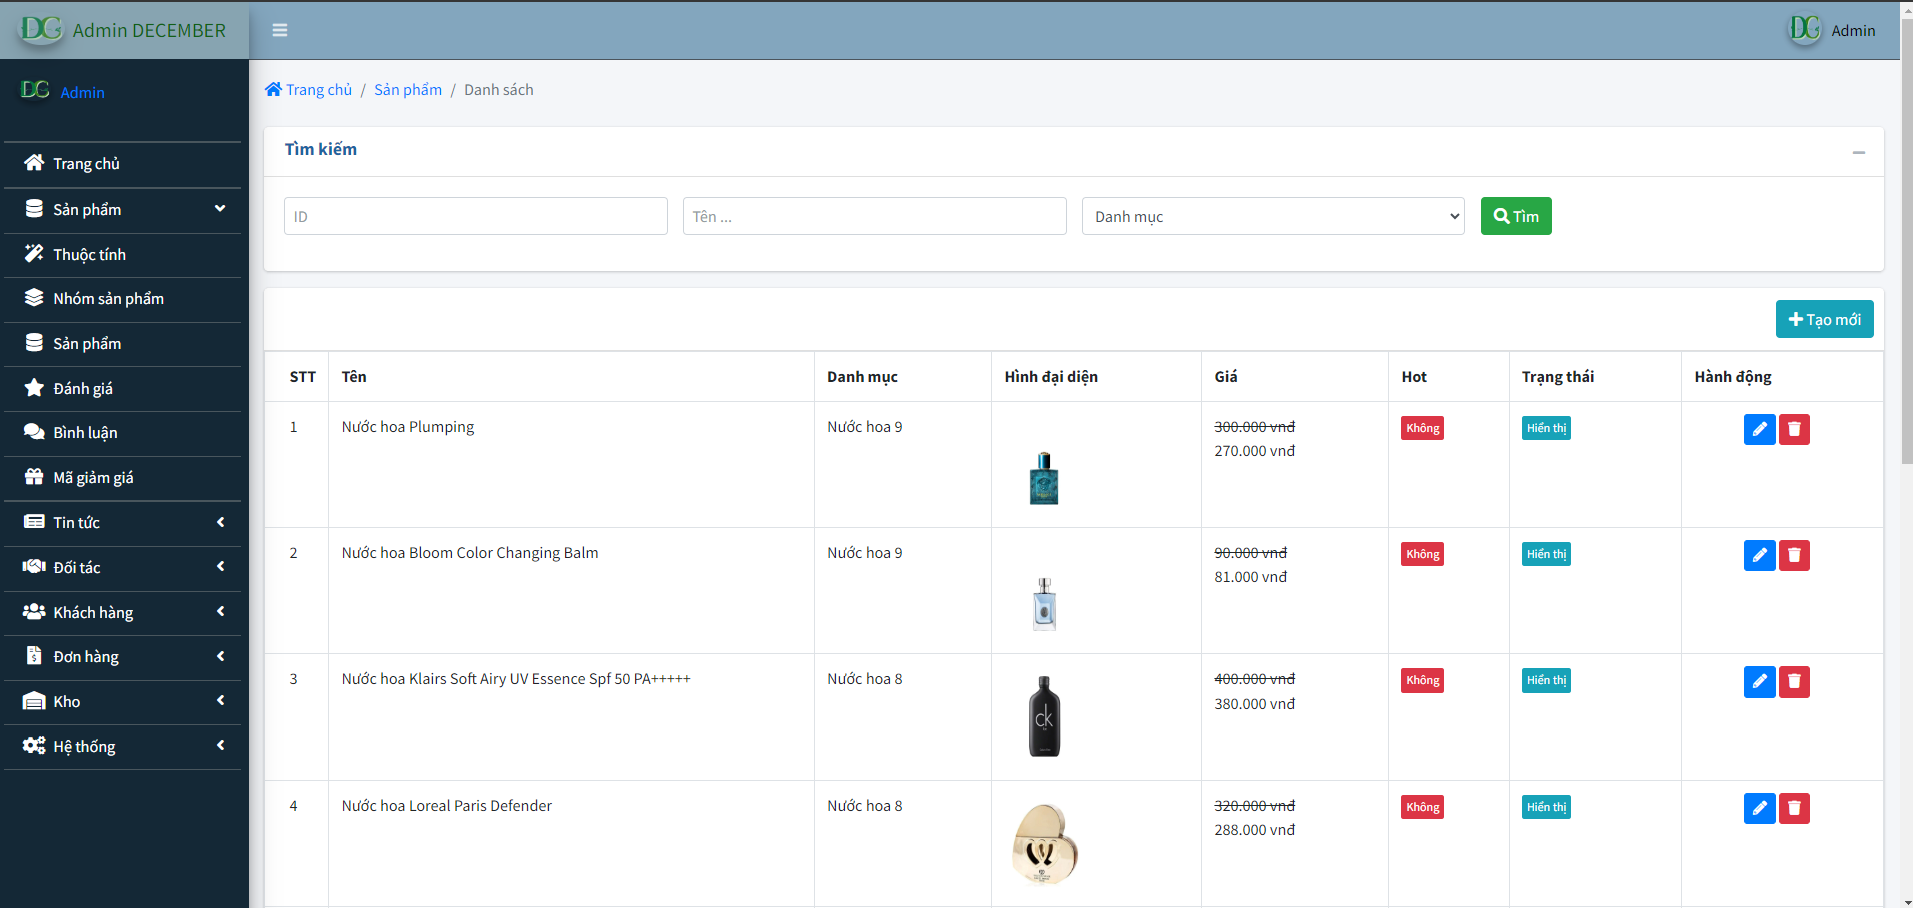 DG Admin DECEMBER
DG Admin
DG Admin
Trang chủ
Sản phẩm
Thuộc tính
Nhóm sản phẩm
Sản phẩm
Đánh giá
Bình luận
Mã giảm giá
Tin tức
Đối tác
Khách hàng
Đơn hàng
Kho
Hệ thống
Trang chủ / Sản phẩm / Danh sách
Tìm kiếm
ID
Tên ...
Danh mục
Tìm
Tạo mới
STT Tên Danh mục Hình đại diện Giá Hot Trạng thái Hành động
1 Nước hoa Plumping Nước hoa 9 300.000 vnđ Không Hiển thị
270.000 vnđ
2 Nước hoa Bloom Color Changing Balm Nước hoa 9 90.000 vnđ Không Hiển thị
81.000 vnđ
3 Nước hoa Klairs Soft Airy UV Essence Spf 50 PA+++++ Nước hoa 8 400.000 vnđ Không Hiển thị
380.000 vnđ
ck
4 Nước hoa Loreal Paris Defender Nước hoa 8 320.000 vnđ Không Hiển thị
288.000 vnđ